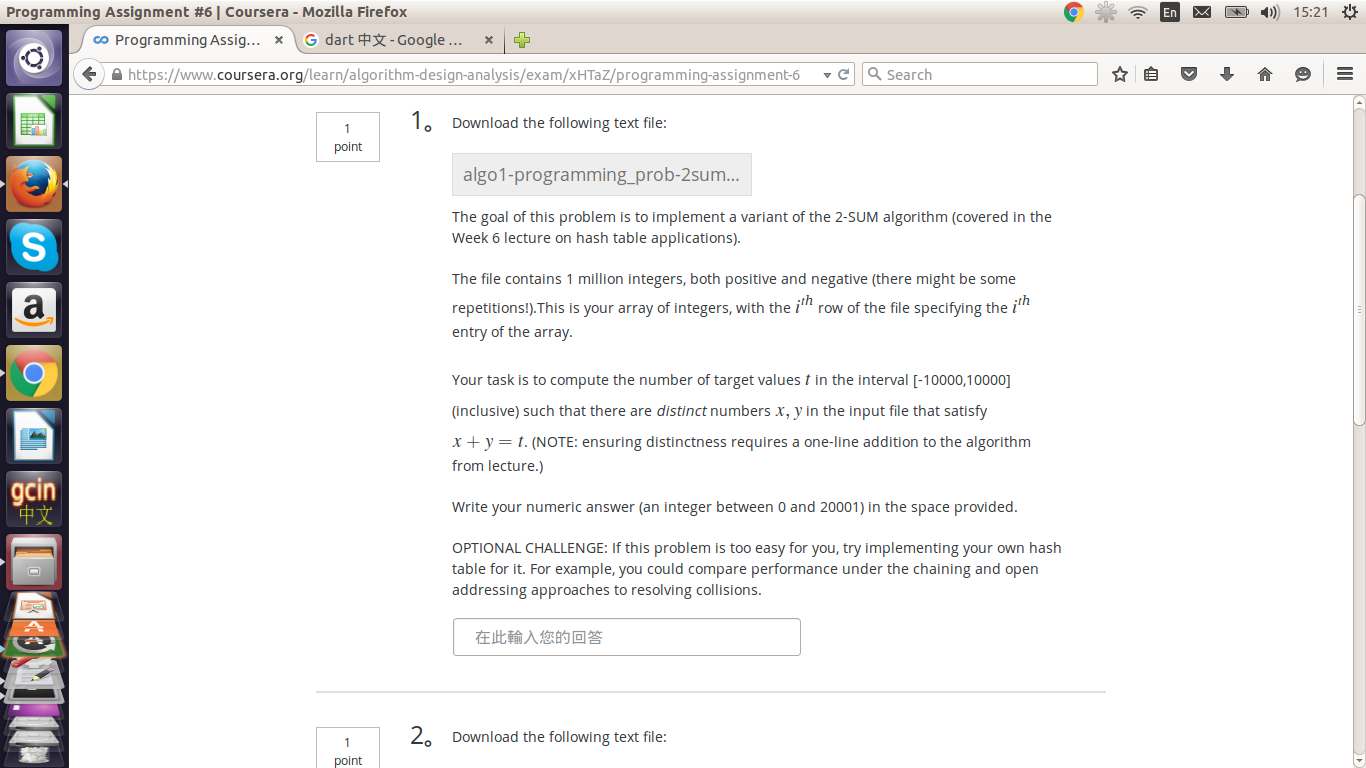 Programming Assignment #6 | Coursera - Mozilla Firefox
En
15:21
Programming Assig...
dart 中文 - Google ...
https://www.coursera.org/learn/algorithm-design-analysis/exam/xHTaZ/programming-assignment-6
Search
1
point
1。
Download the following text file:
algo1-programming_prob-2sum...
The goal of this problem is to implement a variant of the 2-SUM algorithm (covered in the
Week 6 lecture on hash table applications).
The file contains 1 million integers, both positive and negative (there might be some
repetitions!).This is your array of integers, with the i^th row of the file specifying the i^th
entry of the array.
Your task is to compute the number of target values t in the interval [-10000,10000]
(inclusive) such that there are distinct numbers x, y in the input file that satisfy
x + y = t. (NOTE: ensuring distinctness requires a one-line addition to the algorithm
from lecture.)
Write your numeric answer (an integer between 0 and 20001) in the space provided.
OPTIONAL CHALLENGE: If this problem is too easy for you, try implementing your own hash
table for it. For example, you could compare performance under the chaining and open
addressing approaches to resolving collisions.
在此輸入您的回答
1
point
2。
Download the following text file:
a
gcin
中文